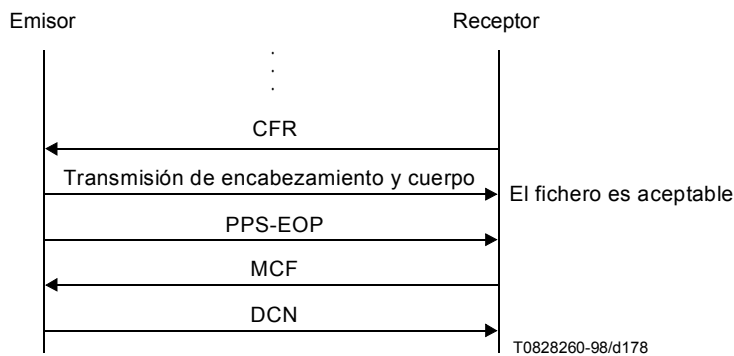 Emisor Receptor
.
.
.
CFR
Transmisión de encabezamiento y cuerpo
El fichero es aceptable
PPS-EOP
MCF
DCN
T0828260-98/d178